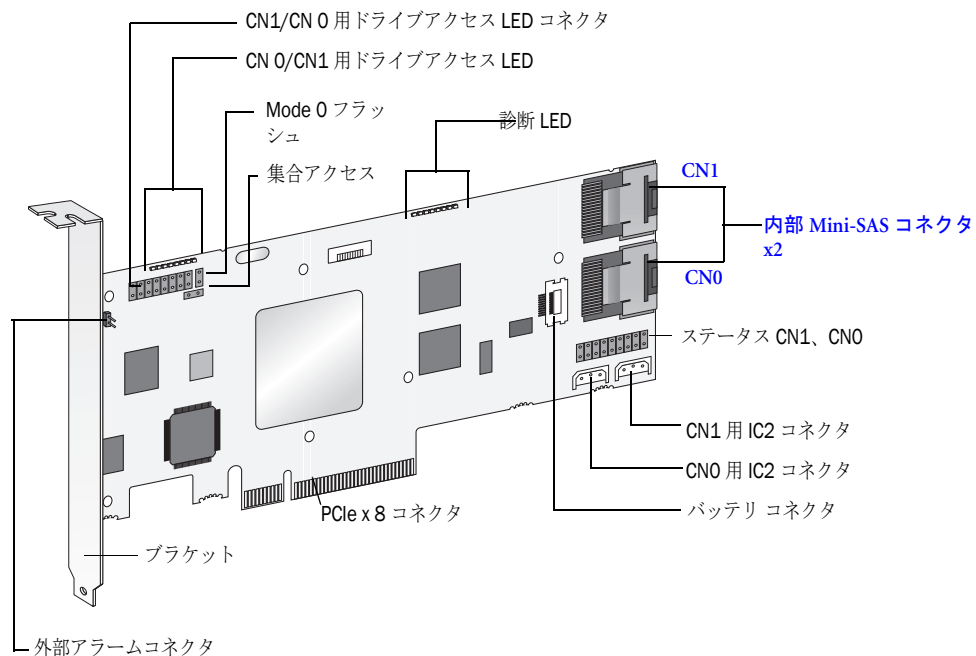 CN1/CN 0 用ドライブアクセス LED コネクタ
CN 0/CN1 用ドライブアクセス LED
Mode 0 フラッ
シュ
診断 LED
集合アクセス
CN1
内部 Mini-SAS コネクタ
x2
CN0
ステータス CN1、CN0
CN1 用 IC2 コネクタ
CN0 用 IC2 コネクタ
PCIe x 8 コネクタ
バッテリ コネクタ
ブラケット
外部アラームコネクタ